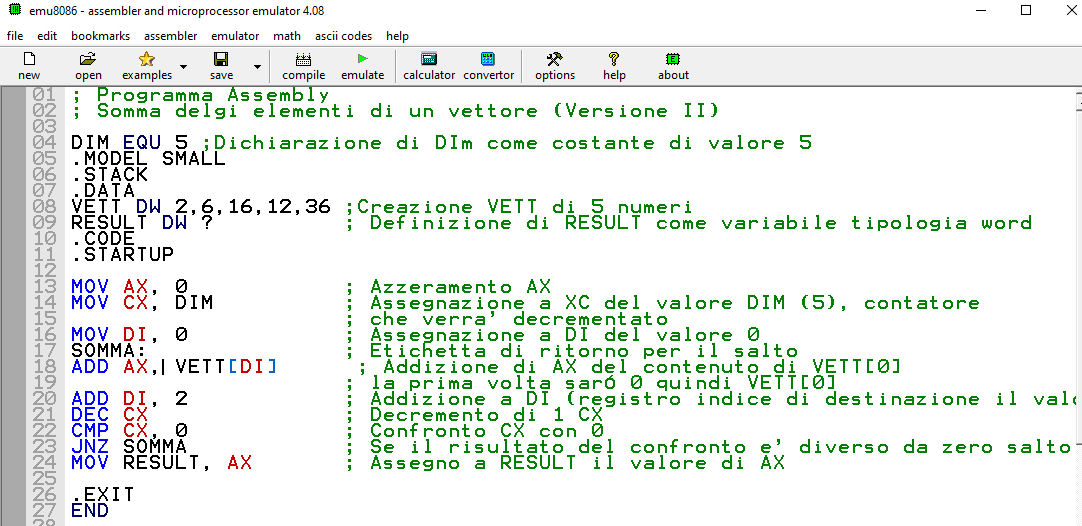 emu8086 - assembler and microprocessor emulator 4.08
file edit bookmarks assembler emulator math ascii codes help
new open examples save compile emulate calculator convertor options help about
01 ; Programma Assembly
02 ; Somma delgi elementi di un vettore (Versione II)
03
04 DIM EQU 5 ;Dichiarazione di DIm come costante di valore 5
05 .MODEL SMALL
06 .STACK
07 .DATA
08 VETT DW 2,6,16,12,36 ;Creazione VETT di 5 numeri
09 RESULT DW ? ; Definizione di RESULT come variabile tipologia word
10 .CODE
11 .STARTUP
12
13 MOV AX, 0 ; Azzeramento AX
14 MOV CX, DIM ; Assegnazione a XC del valore DIM (5), contatore
15 ; che verra' decrementato
16 MOV DI, 0 ; Assegnazione a DI del valore 0
17 SOMMA: ; Etichetta di ritorno per il salto
18 ADD AX, VETT[DI] ; Addizione di AX del contenuto di VETT[0]
19 ; la prima volta saró 0 quindi VETT[0]
20 ADD DI, 2 ; Addizione a DI (registro indice di destinazione il
21 DEC CX ; Decremento di 1 CX
22 CMP CX, 0 ; Confronto CX con 0
23 JNZ SOMMA ; Se il risultato del confronto e' diverso da zero salto
24 MOV RESULT, AX ; Assegno a RESULT il valore di AX
25
26 .EXIT
27 END